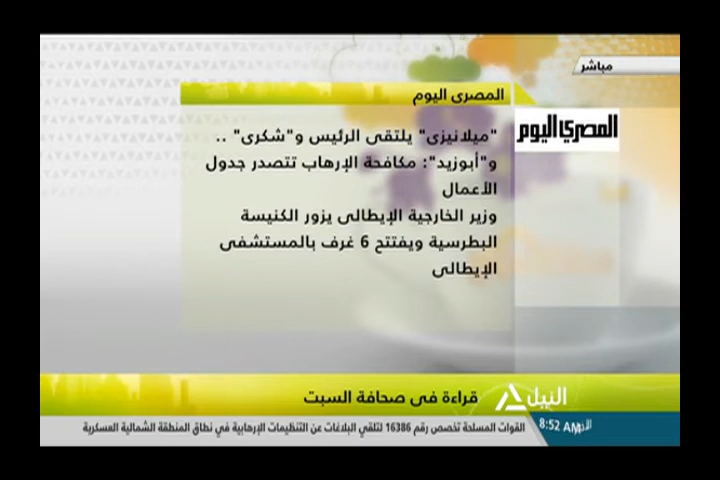 مباشر
المصرى اليوم
المصري اليوم
"ميلانيزى" يلتقى الرئيس و"شكرى" ..
و"أبوزيد": مكافحة الإرهاب تتصدر جدول
الأعمال
وزير الخارجية الإيطالى يزور الكنيسة
البطرسية ويفتتح 6 غرف بالمستشفى
الإيطالى
النيل قراءة فى صحافة السبت
8:52 AM القوات المسلحة تخصص رقم 16386 لتلقي البلاغات عن التنظيمات الإرهابية في نطاق المنطقة الشمالية العسكرية